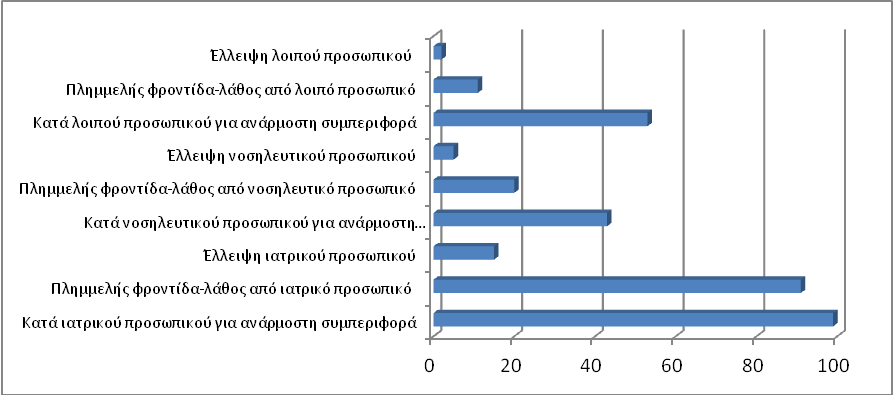 Έλλειψη λοιπού προσωπικού
Πλημμελής φροντίδα-λάθος από λοιπό προσωπικό
Κατά λοιπού προσωπικού για ανάρμοστη συμπεριφορά
Έλλειψη νοσηλευτικού προσωπικού
Πλημμελής φροντίδα-λάθος από νοσηλευτικό προσωπικό
Κατά νοσηλευτικού προσωπικού για ανάρμοστη...
Έλλειψη ιατρικού προσωπικού
Πλημμελής φροντίδα-λάθος από ιατρικό προσωπικό
Κατά ιατρικού προσωπικού για ανάρμοστη συμπεριφορά
0 20 40 60 80 100